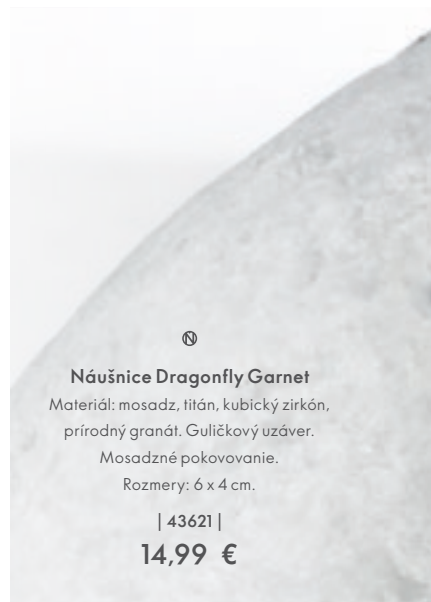 Náušnice Dragonfly Garnet
Materiál: mosadz, titán, kubický zirkón,
prírodný granát. Guličkový uzáver.
Mosadzné pokovovanie.
Rozmery: 6 x 4 cm.
| 43621 |
14,99 €